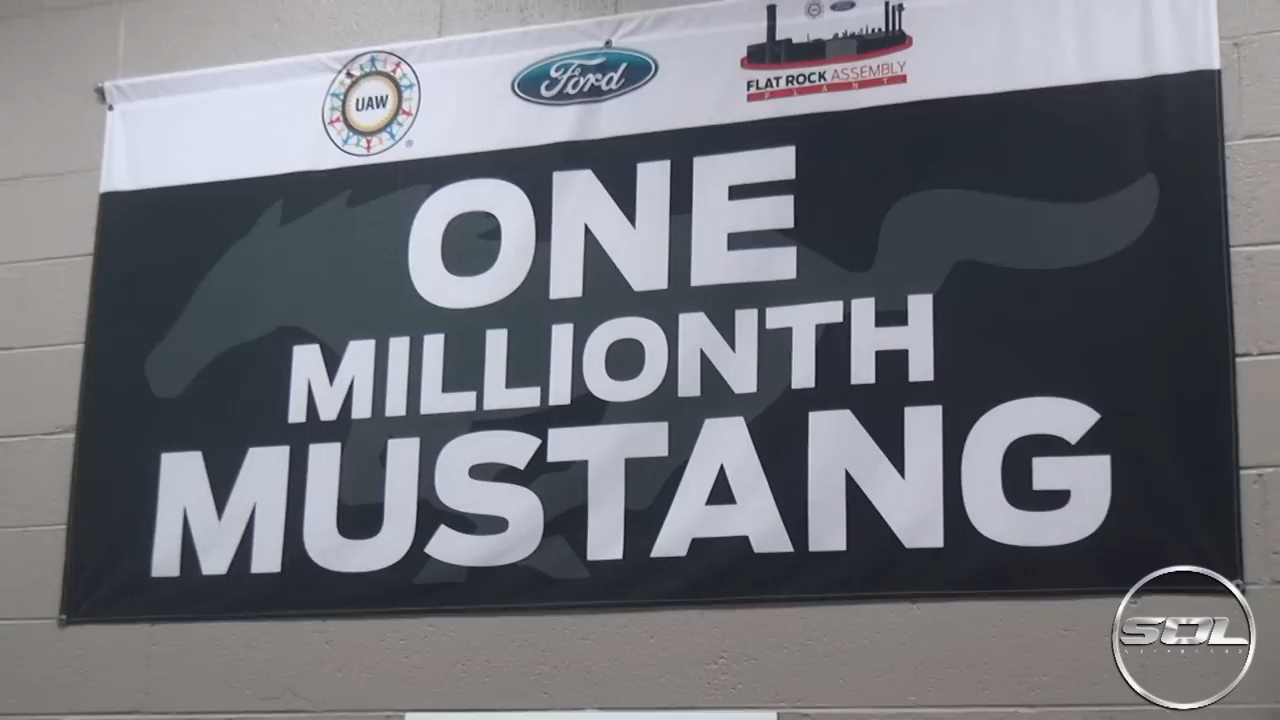 UAW
Ford
FLAT ROCK ASSEMBLY
PLANT
ONE
MILLIONTH
MUSTANG
SOL